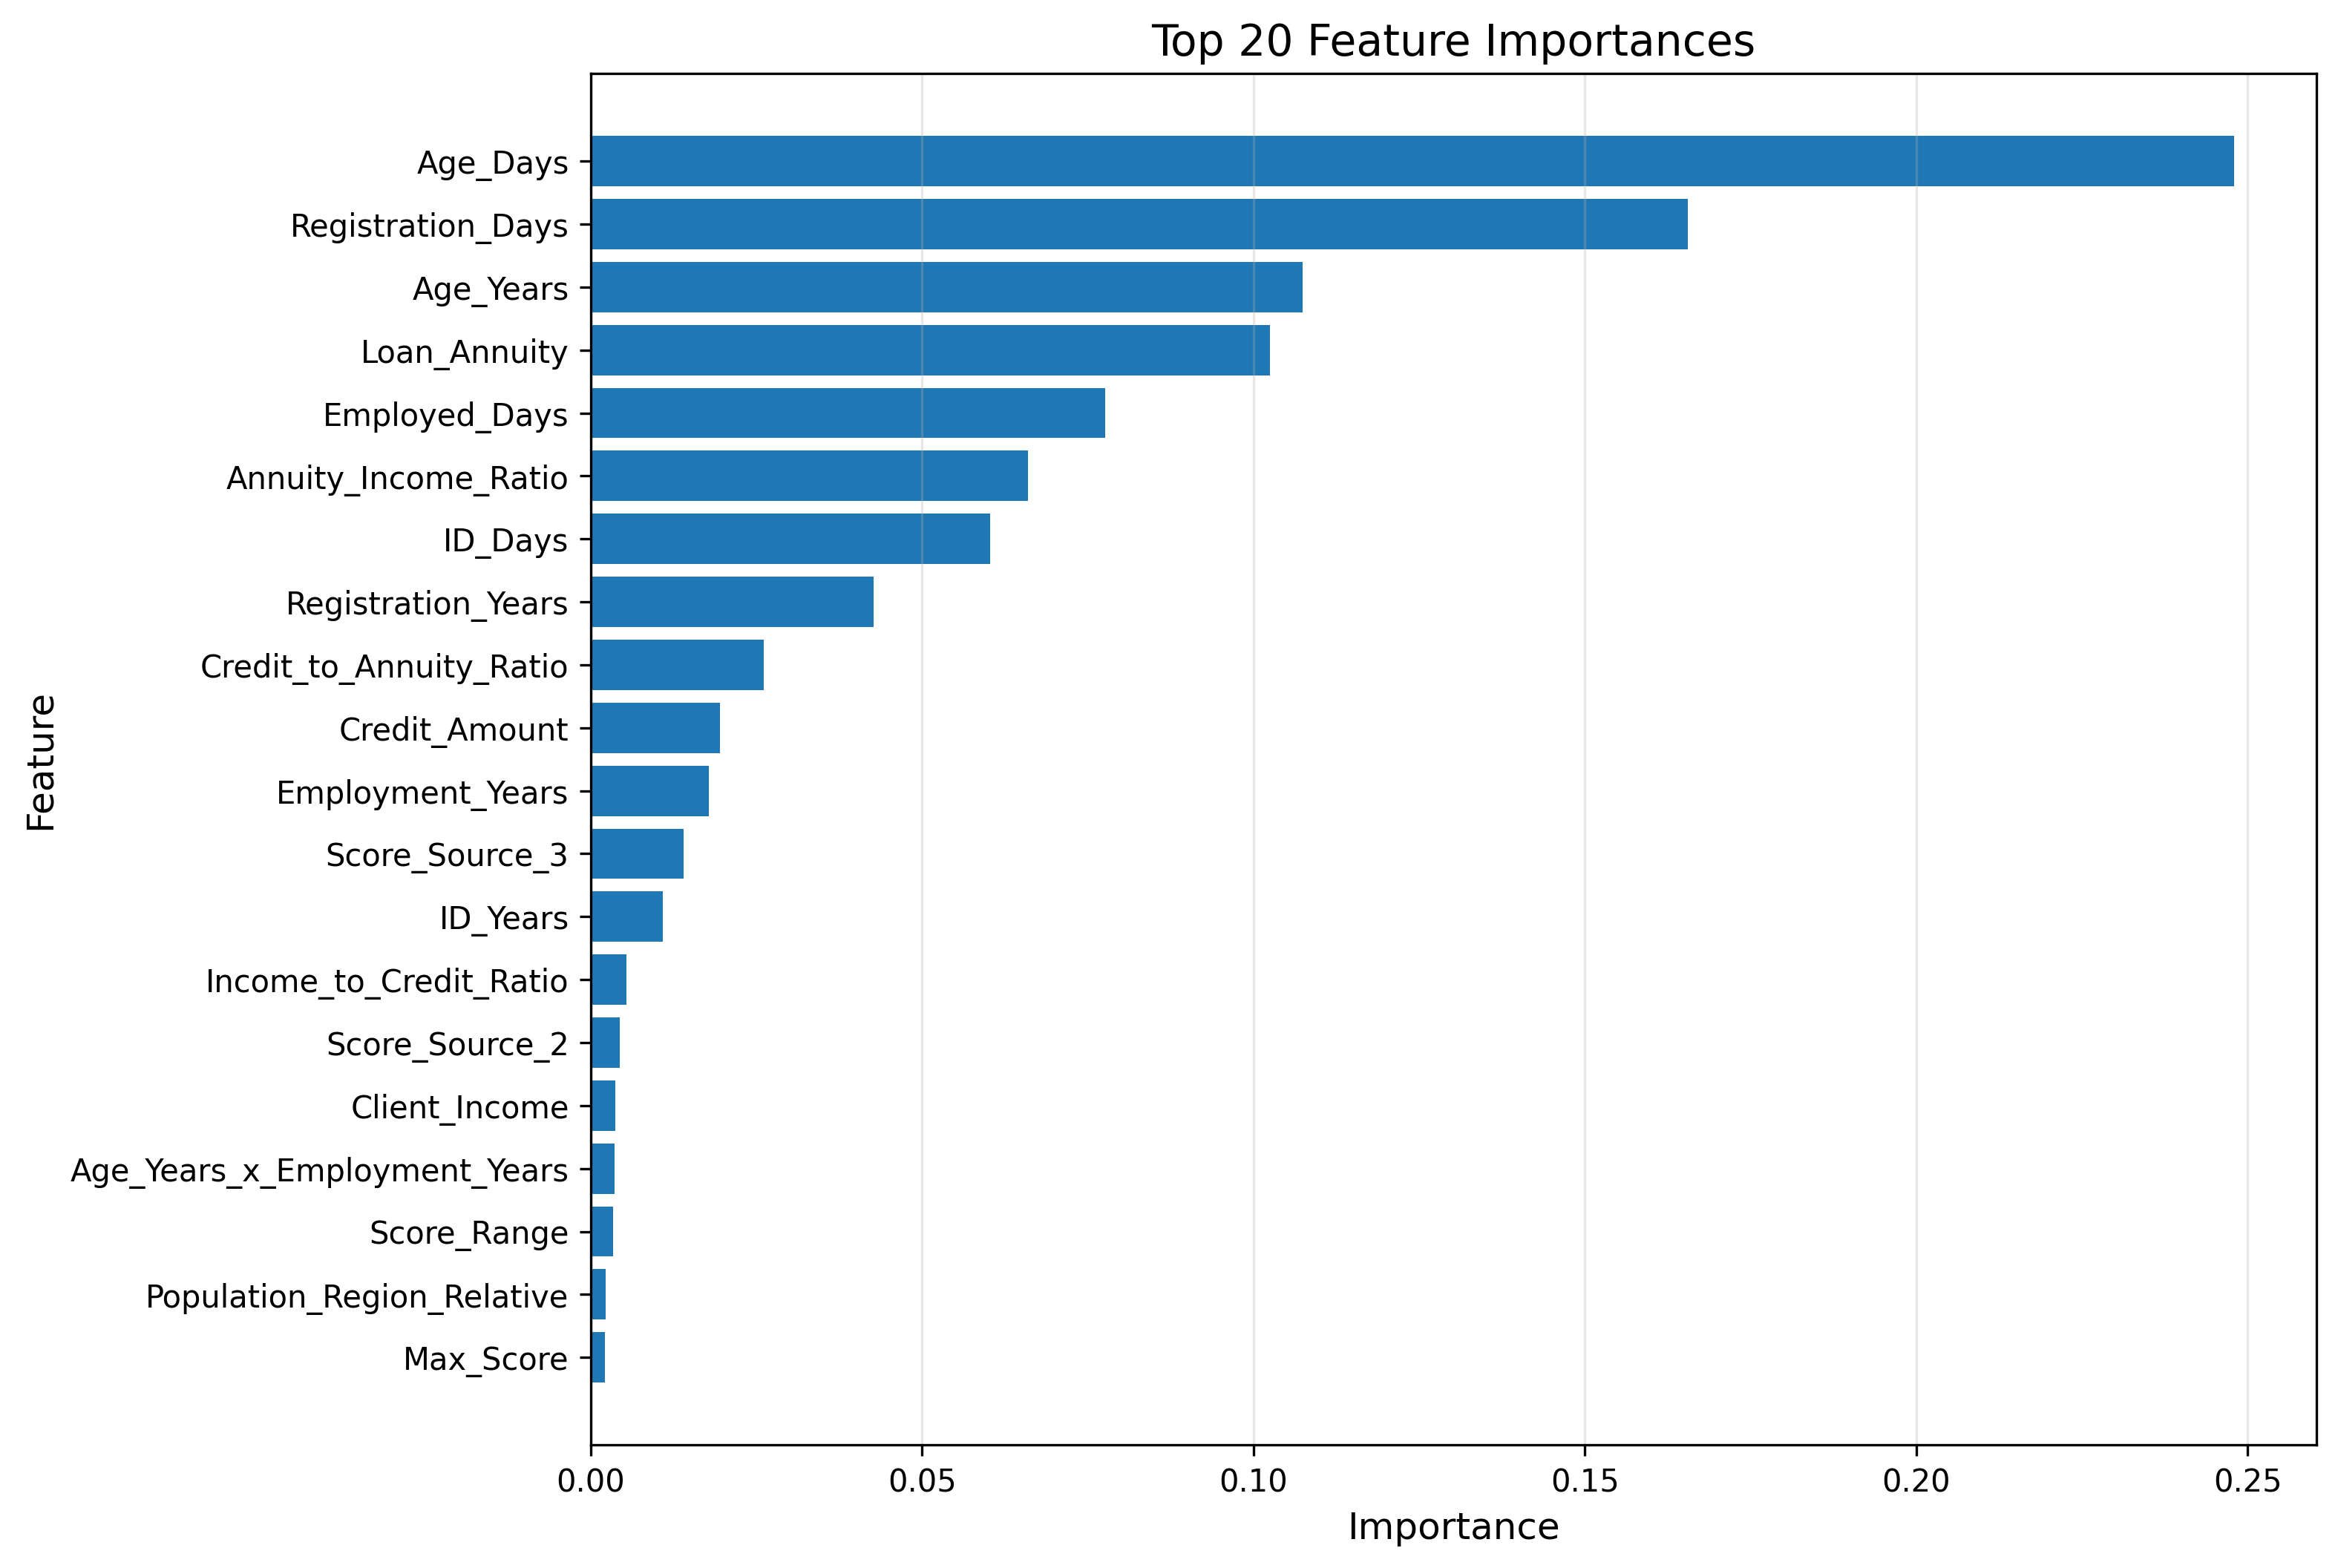 Top 20 Feature Importances
Age_Days
Registration_Days
Age_Years
Loan_Annuity
Employed_Days
Annuity_Income_Ratio
ID_Days
Registration_Years
Credit_to_Annuity_Ratio
Credit_Amount
Employment_Years
Score_Source_3
ID_Years
Income_to_Credit_Ratio
Score_Source_2
Client_Income
Age_Years_x_Employment_Years
Score_Range
Population_Region_Relative
Max_Score
Feature
0.00 0.05 0.10 0.15 0.20 0.25
Importance